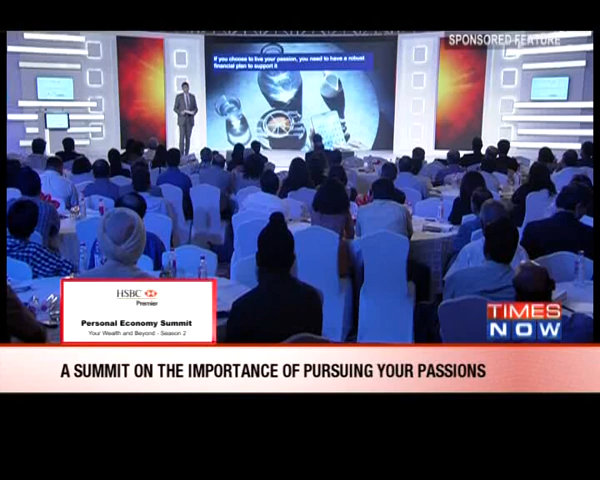 SPONSORED FEATURE
If you choose to live your passion, you need to have a robust
financial plan to support it
HSBC
Premier
Personal Economy Summit
Your Wealth and Beyond - Season 2
TIMES
NOW
A SUMMIT ON THE IMPORTANCE OF PURSUING YOUR PASSIONS